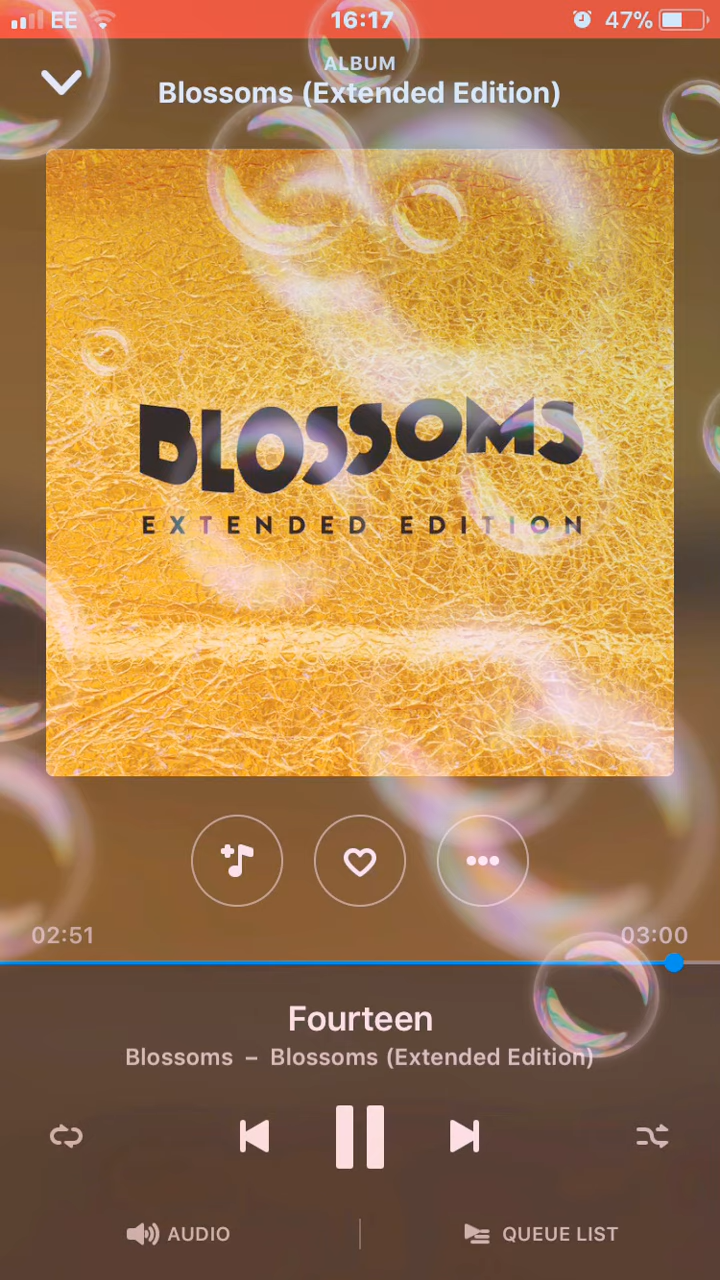 EE 16:17 47%
ALBUM
Blossoms (Extended Edition)
BLOSSOMS
EXTENDED EDITION
02:51 03:00
Fourteen
Blossoms – Blossoms (Extended Edition)
AUDIO QUEUE LIST